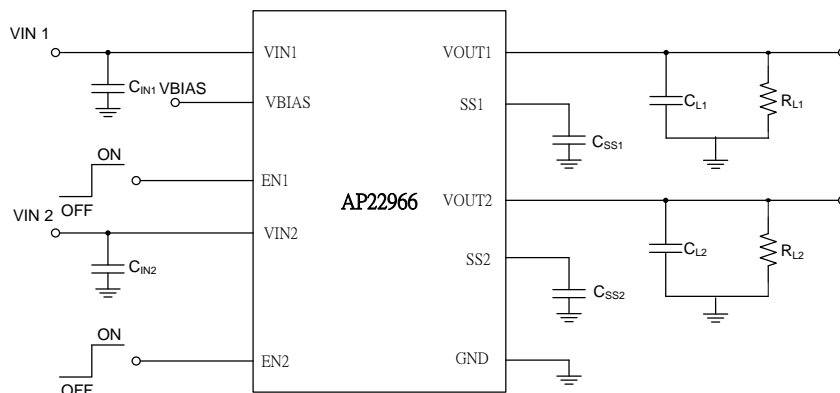 VIN 1
VIN1
VOUT1
CIN1
VBIAS
VBIAS
SS1
CL1
RL1
CSS1
ON
OFF
EN1
AP22966
VOUT2
VIN 2
VIN2
CIN2
SS2
CL2
RL2
CSS2
ON
OFF
EN2
GND